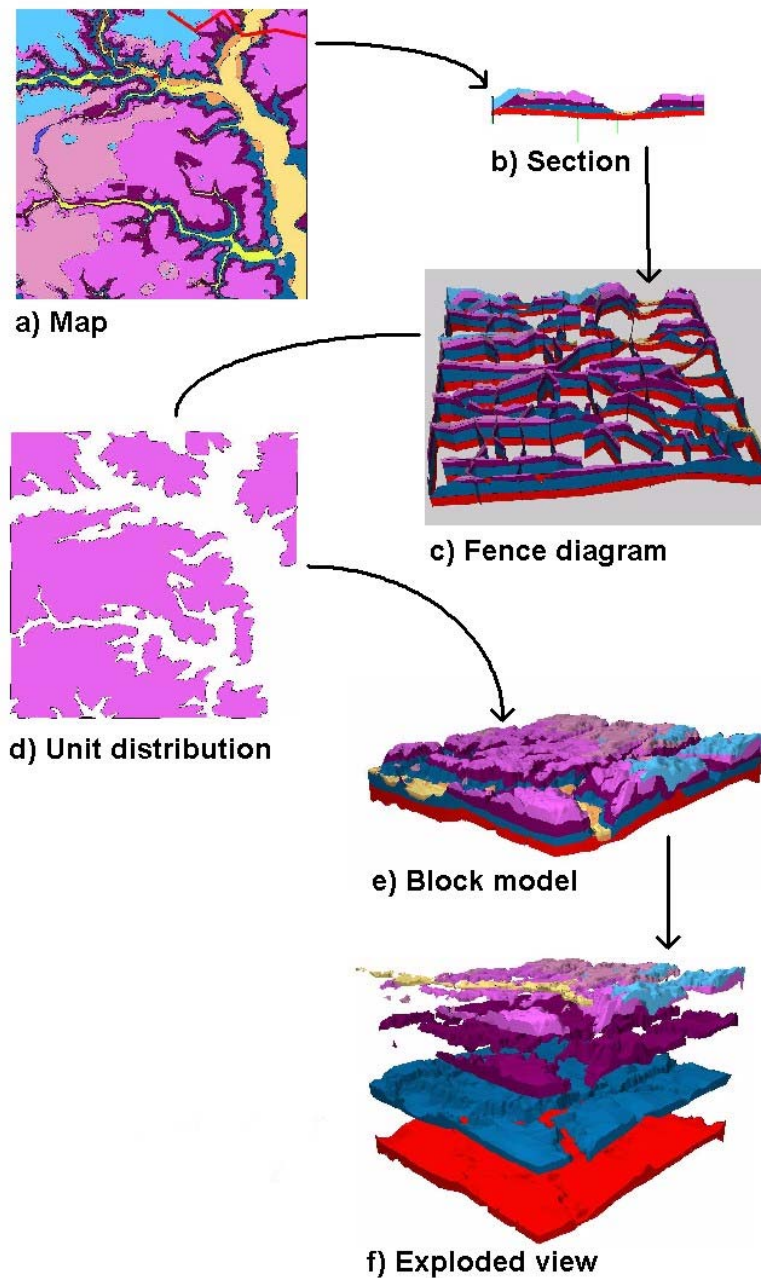 a) Map
b) Section
c) Fence diagram
d) Unit distribution
e) Block model
f) Exploded view